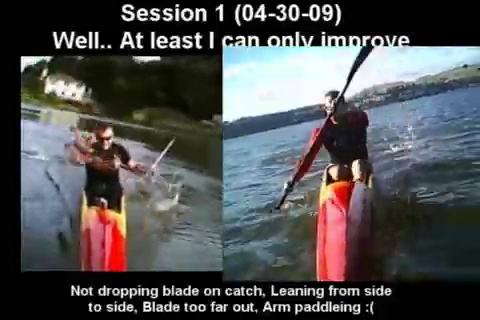 Session 1 (04-30-09)
Well.. At least I can only improve
Not dropping blade on catch, Leaning from side
to side, Blade too far out, Arm paddleing :(